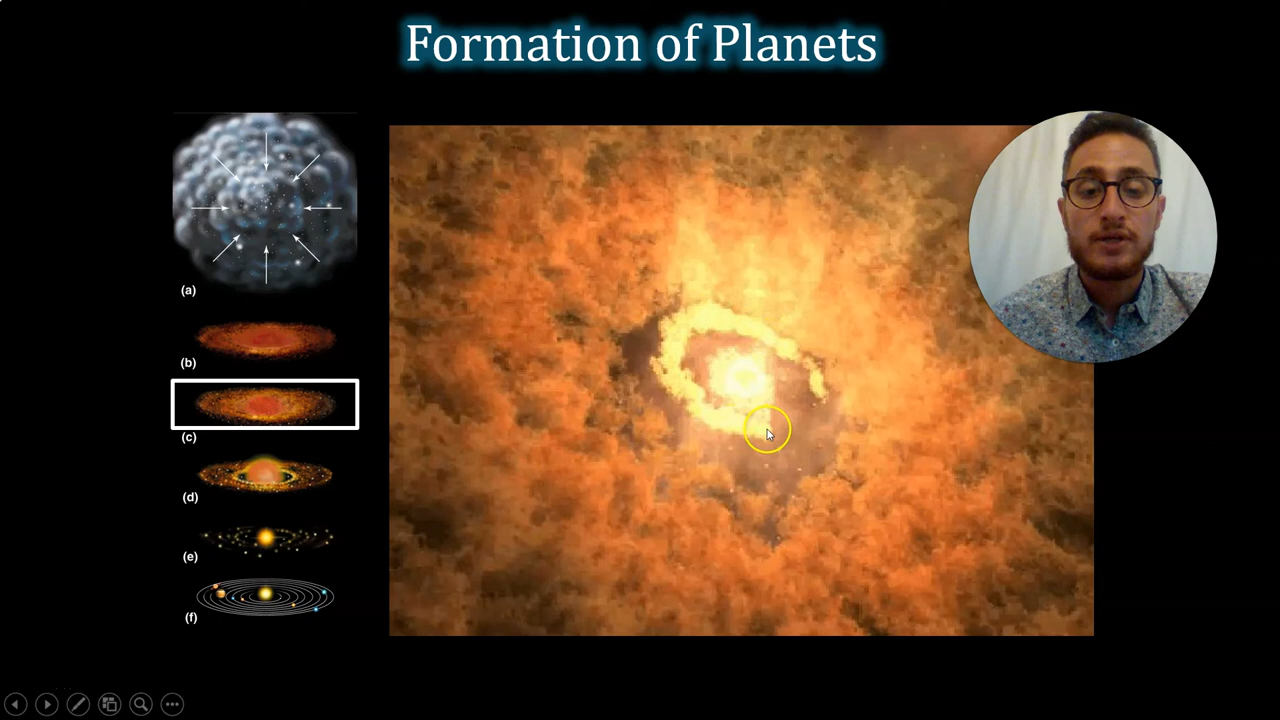 Formation of Planets
(a)
(b)
(c)
(d)
(e)
(f)